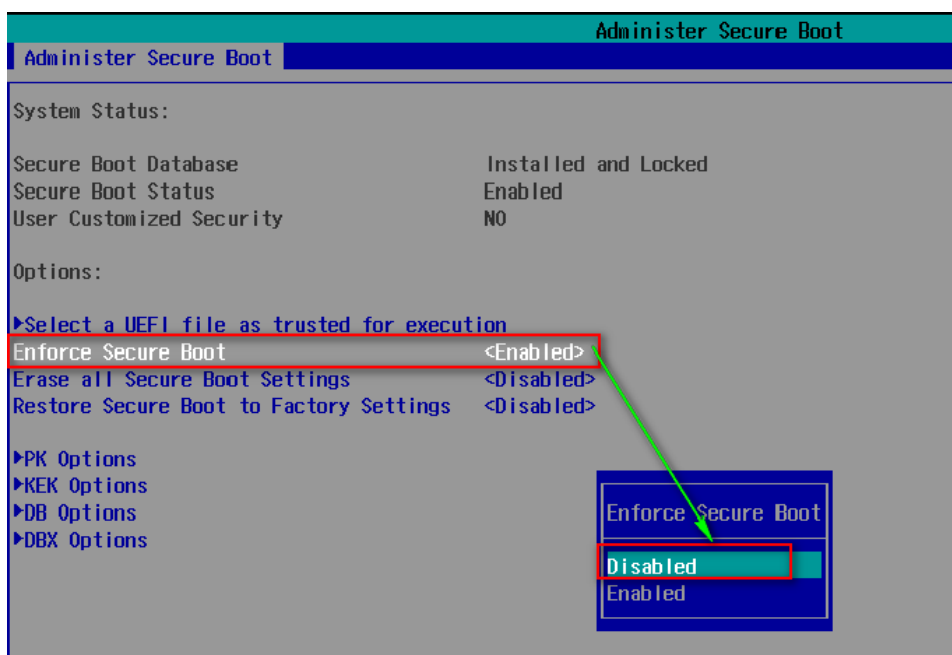 Administer Secure Boot
Administer Secure Boot
System Status:
Secure Boot Database Installed and Locked
Secure Boot Status Enabled
User Customized Security NO
Options:
▶Select a UEFI file as trusted for execution
Enforce Secure Boot <Enabled>
Erase all Secure Boot Settings <Disabled>
Restore Secure Boot to Factory Settings <Disabled>
▶PK Options
▶KEK Options
▶DB Options
▶DBX Options
Enforce Secure Boot
Disabled
Enabled